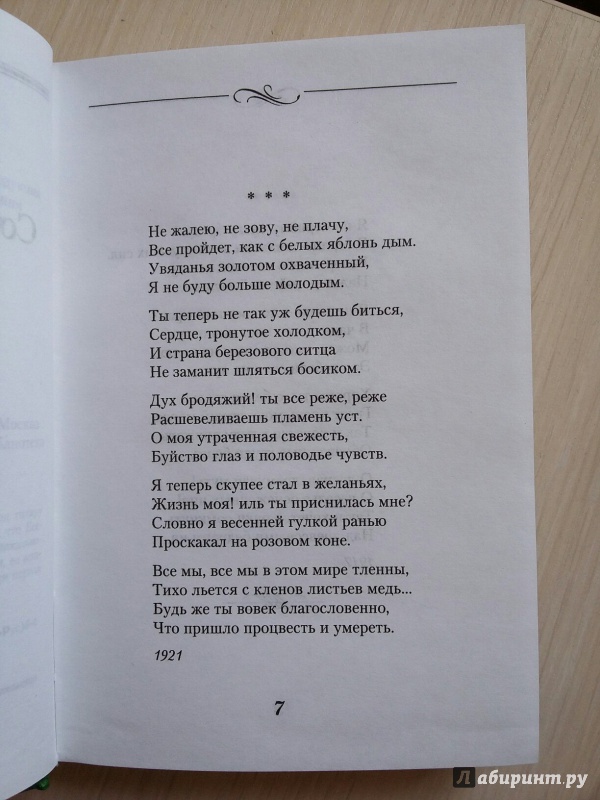 * * *
Не жалею, не зову, не плачу,
Все пройдет, как с белых яблонь дым.
Увяданья золотом охваченный,
Я не буду больше молодым.
Ты теперь не так уж будешь биться,
Сердце, тронутое холодком,
И страна березового ситца
Не заманит шляться босиком.
Дух бродяжий! ты все реже, реже
Расшевеливаешь пламень уст.
О моя утраченная свежесть,
Буйство глаз и половодье чувств.
Я теперь скупее стал в желаньях,
Жизнь моя! иль ты приснилась мне?
Словно я весенней гулкой ранью
Проскакал на розовом коне.
Все мы, все мы в этом мире тленны,
Тихо льется с кленов листьев медь...
Будь же ты вовек благословенно,
Что пришло процвесть и умереть.
1921
7
Лабиринт.ру